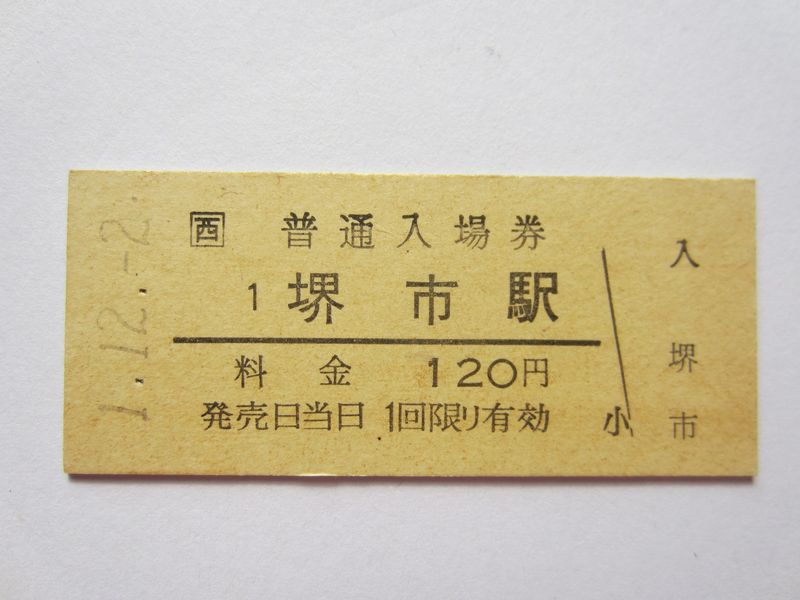 西 普通入場券
1 堺市駅
料金 120円
発売日当日 1回限り有効
小
入
堺
市
1.12.-2.